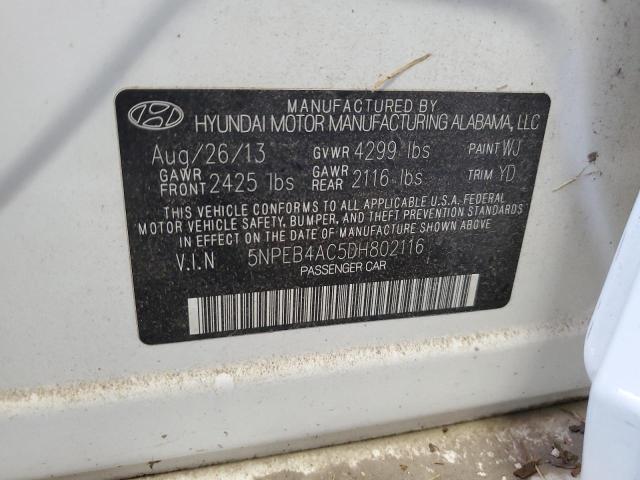 MANUFACTURED BY
HYUNDAI MOTOR MANUFACTURING ALABAMA, LLC
Aug/26/13 GVWR 4299 lbs PAINT WJ
GAWR FRONT 2425 lbs GAWR REAR 2116 lbs TRIM YD
THIS VEHICLE CONFORMS TO ALL APPLICABLE U.S.A. FEDERAL
MOTOR VEHICLE SAFETY, BUMPER, AND THEFT PREVENTION
STANDARDS IN EFFECT ON THE DATE OF MANUFACTURE SHOWN ABOVE.
V.I.N 5NPEB4AC5DH802116
PASSENGER CAR